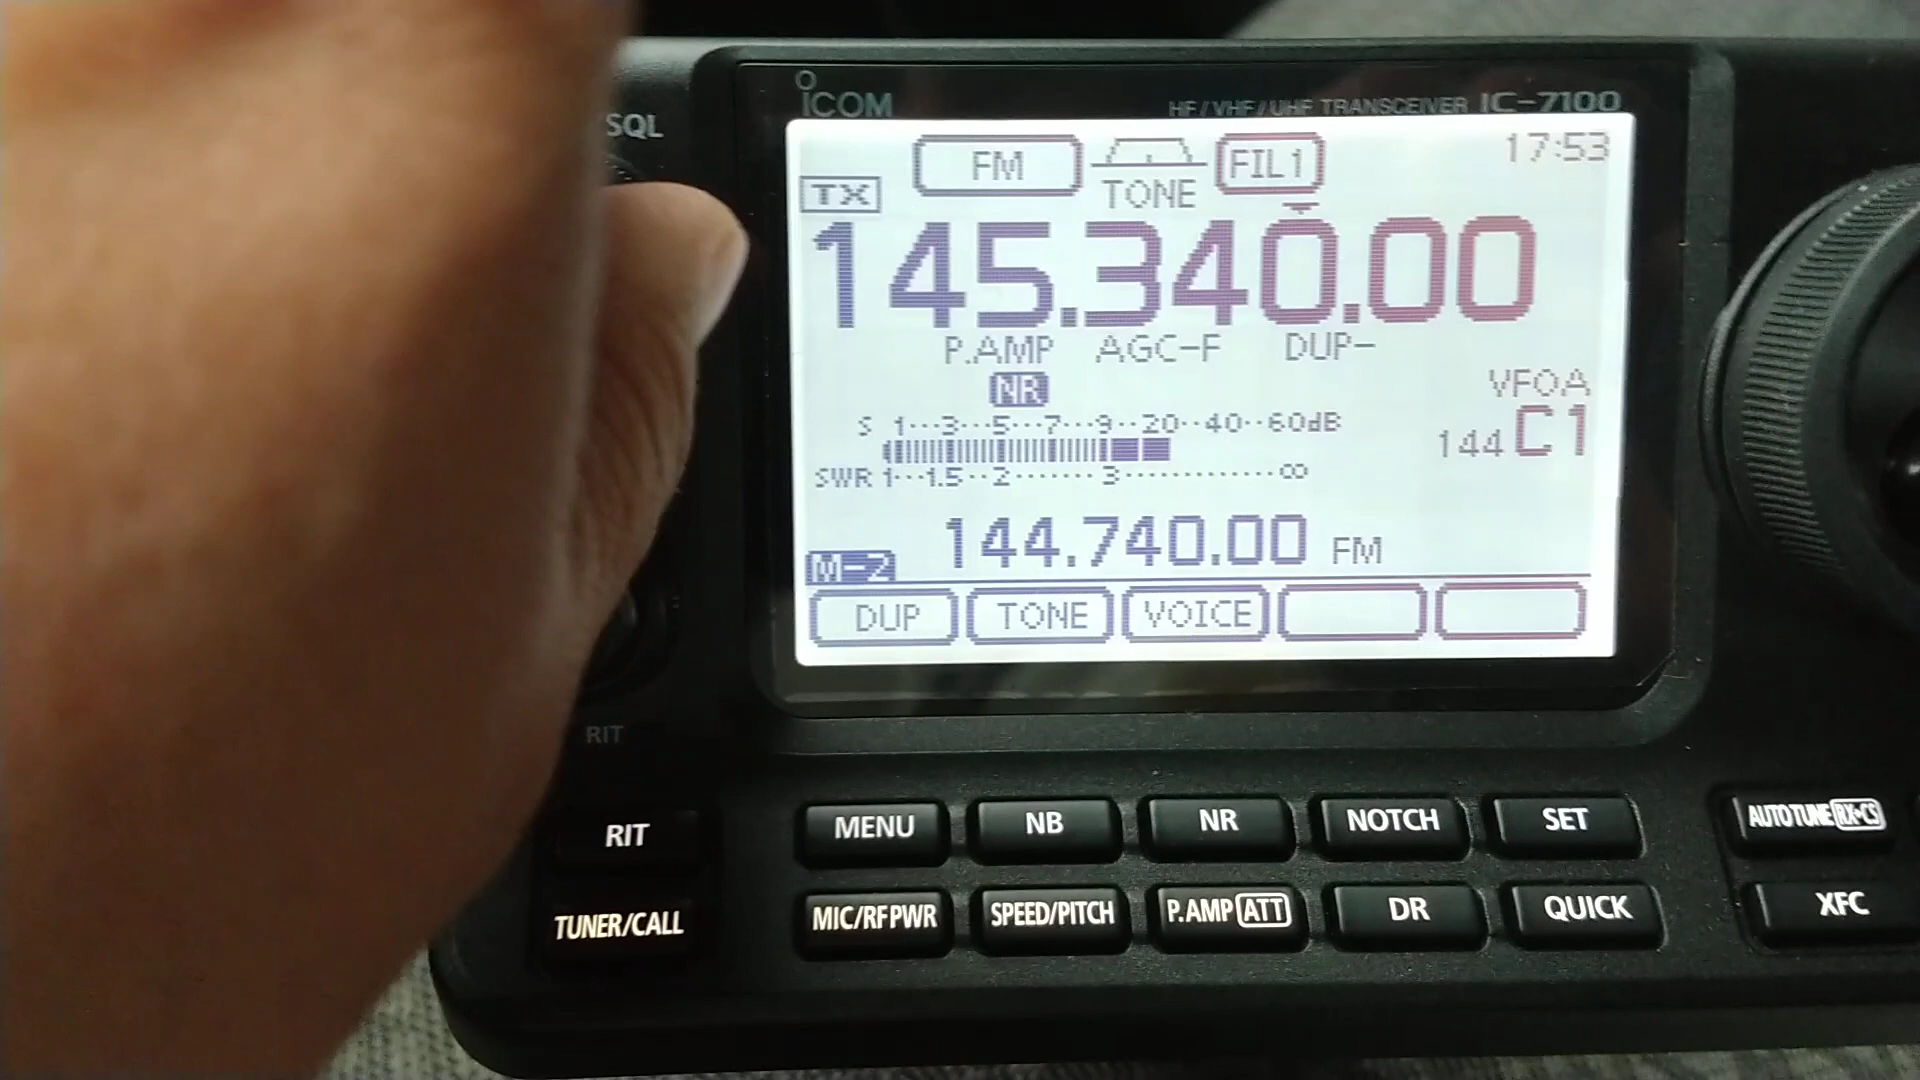 SQL
ICOM
HF/VHF/UHF TRANSCEIVER IC-7100
FM
FIL1
17:53
TX
TONE
145.340.00
P.AMP AGC-F DUP-
NR
VFOA
S 1···3···5···7···9··20··40··60dB
144 C1
SWR 1···1.5··2·······3············∞
M-2 144.740.00 FM
DUP TONE VOICE
RIT
RIT MENU NB NR NOTCH SET AUTOTUNE RX•CS
TUNER/CALL MIC/RF PWR SPEED/PITCH P.AMP ATT DR QUICK XFC